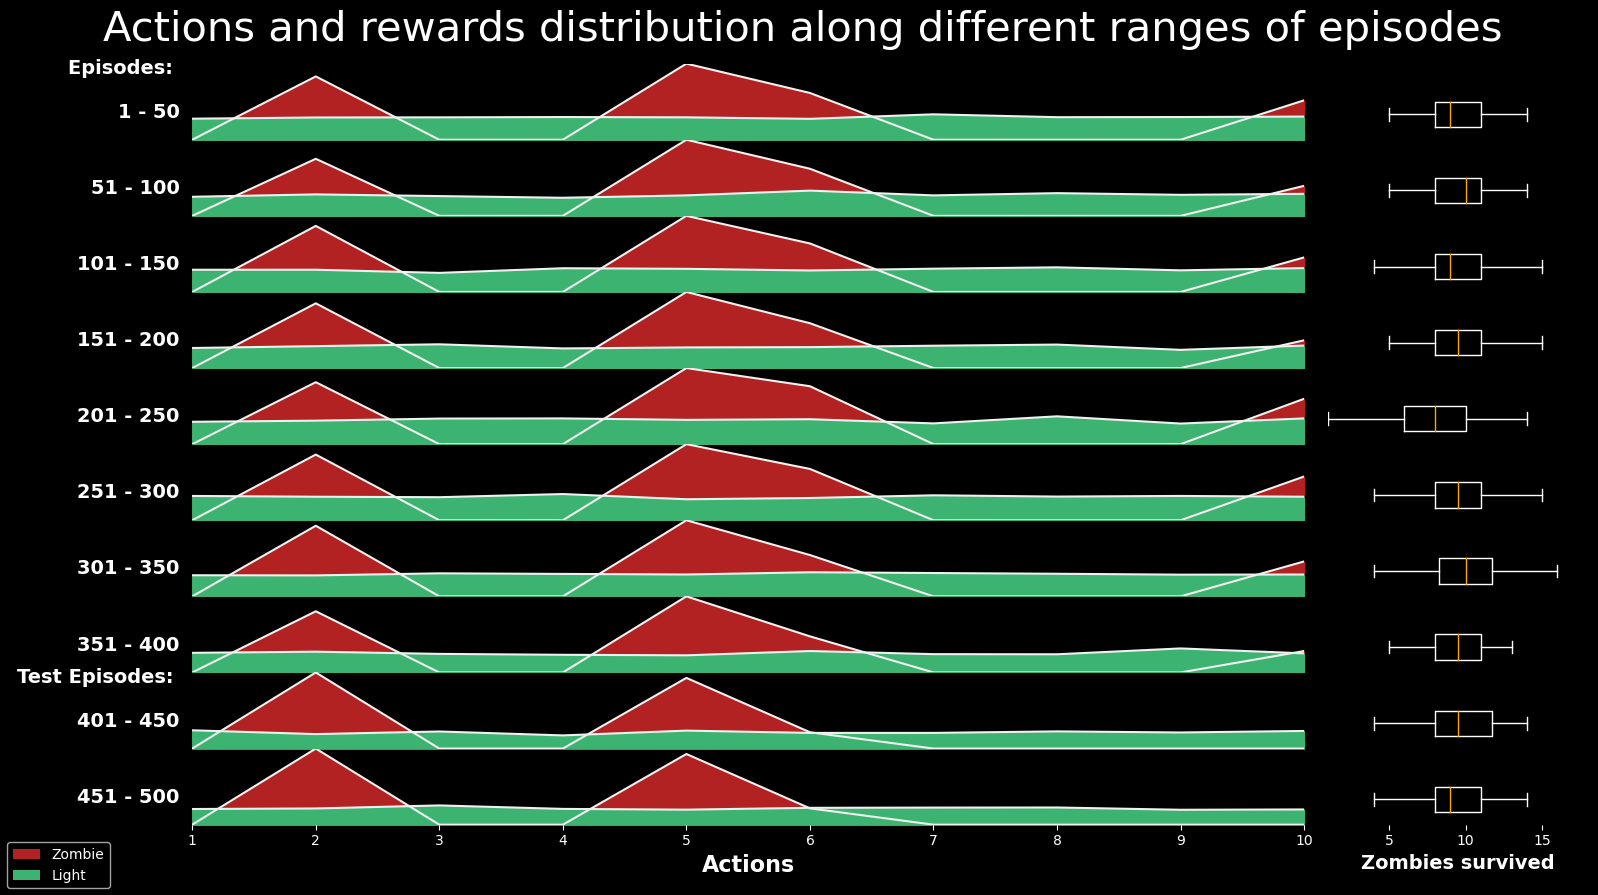 Actions and rewards distribution along different ranges of episodes
Episodes:
1 - 50
51 - 100
101 - 150
151 - 200
201 - 250
251 - 300
301 - 350
351 - 400
Test Episodes:
401 - 450
451 - 500
1 2 3 4 5 6 7 8 9 10
5 10 15
Actions
Zombies survived
Zombie
Light